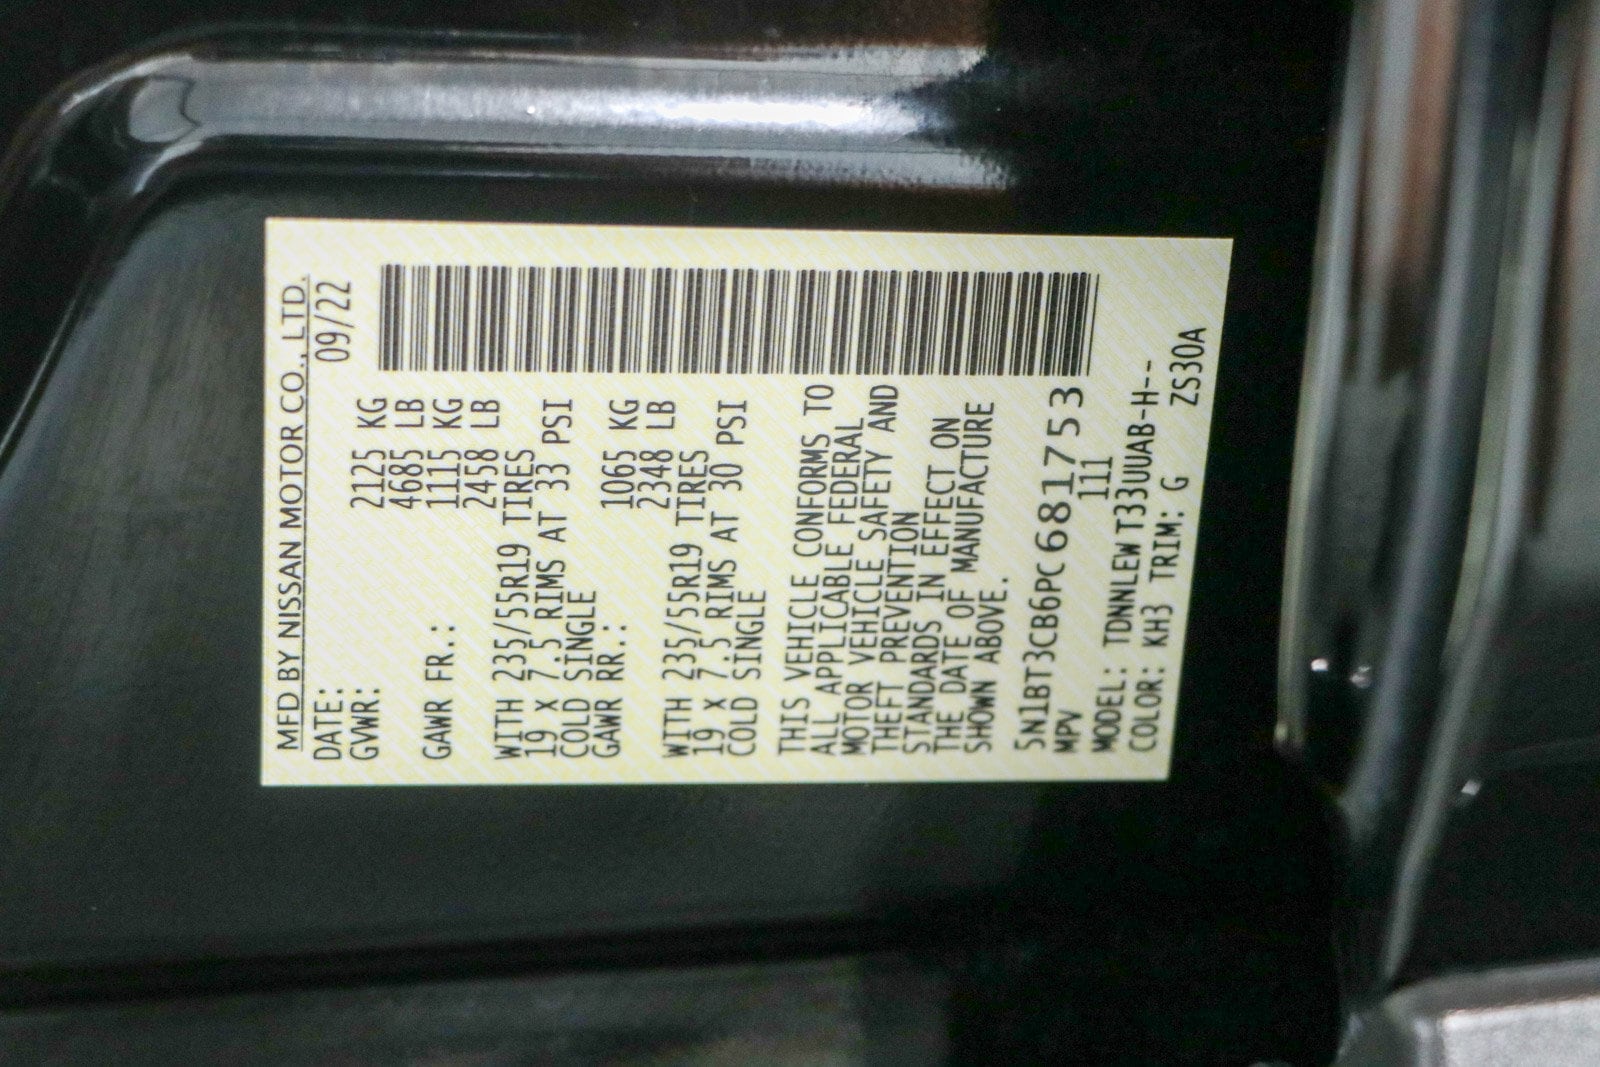 MFD BY NISSAN MOTOR CO., LTD.
DATE: 09/22
GVWR: 2125 KG
4685 LB
GAWR FR.: 1115 KG
2458 LB
WITH 235/55R19 TIRES
19 X 7.5 RIMS AT 33 PSI
COLD SINGLE
GAWR RR.: 1065 KG
2348 LB
WITH 235/55R19 TIRES
19 X 7.5 RIMS AT 30 PSI
COLD SINGLE
THIS VEHICLE CONFORMS TO
ALL APPLICABLE FEDERAL
MOTOR VEHICLE SAFETY AND
THEFT PREVENTION
STANDARDS IN EFFECT ON
THE DATE OF MANUFACTURE
SHOWN ABOVE.
5N1BT3CB6PC681753
MPV 111
MODEL: TDNNLEW T33UUAB-H--
COLOR: KH3 TRIM: G ZS30A